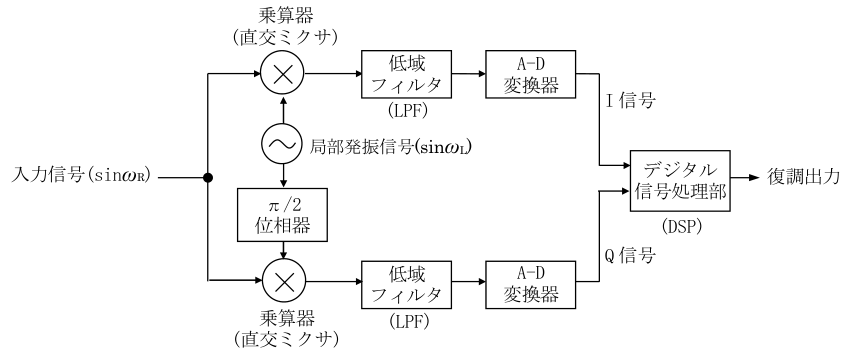 乗算器
(直交ミクサ)
低域
フィルタ
(LPF)
A-D
変換器
I 信号
局部発振信号(sinωL)
入力信号(sinωR)
π/2
位相器
デジタル
信号処理部
(DSP)
復調出力
Q 信号
低域
フィルタ
(LPF)
A-D
変換器
乗算器
(直交ミクサ)